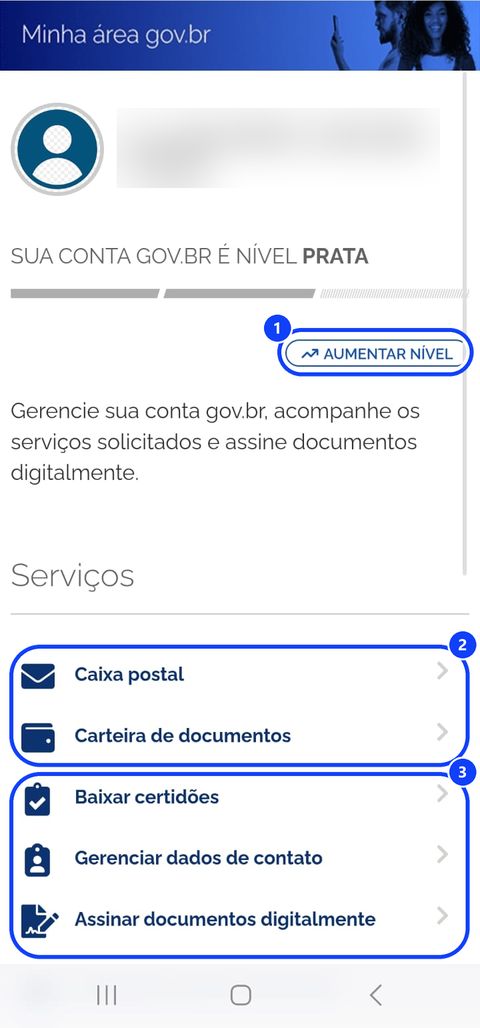 Minha área gov.br
SUA CONTA GOV.BR É NÍVEL PRATA
1
AUMENTAR NÍVEL
Gerencie sua conta gov.br, acompanhe os
serviços solicitados e assine documentos
digitalmente.
Serviços
2
Caixa postal
Carteira de documentos
3
Baixar certidões
Gerenciar dados de contato
Assinar documentos digitalmente